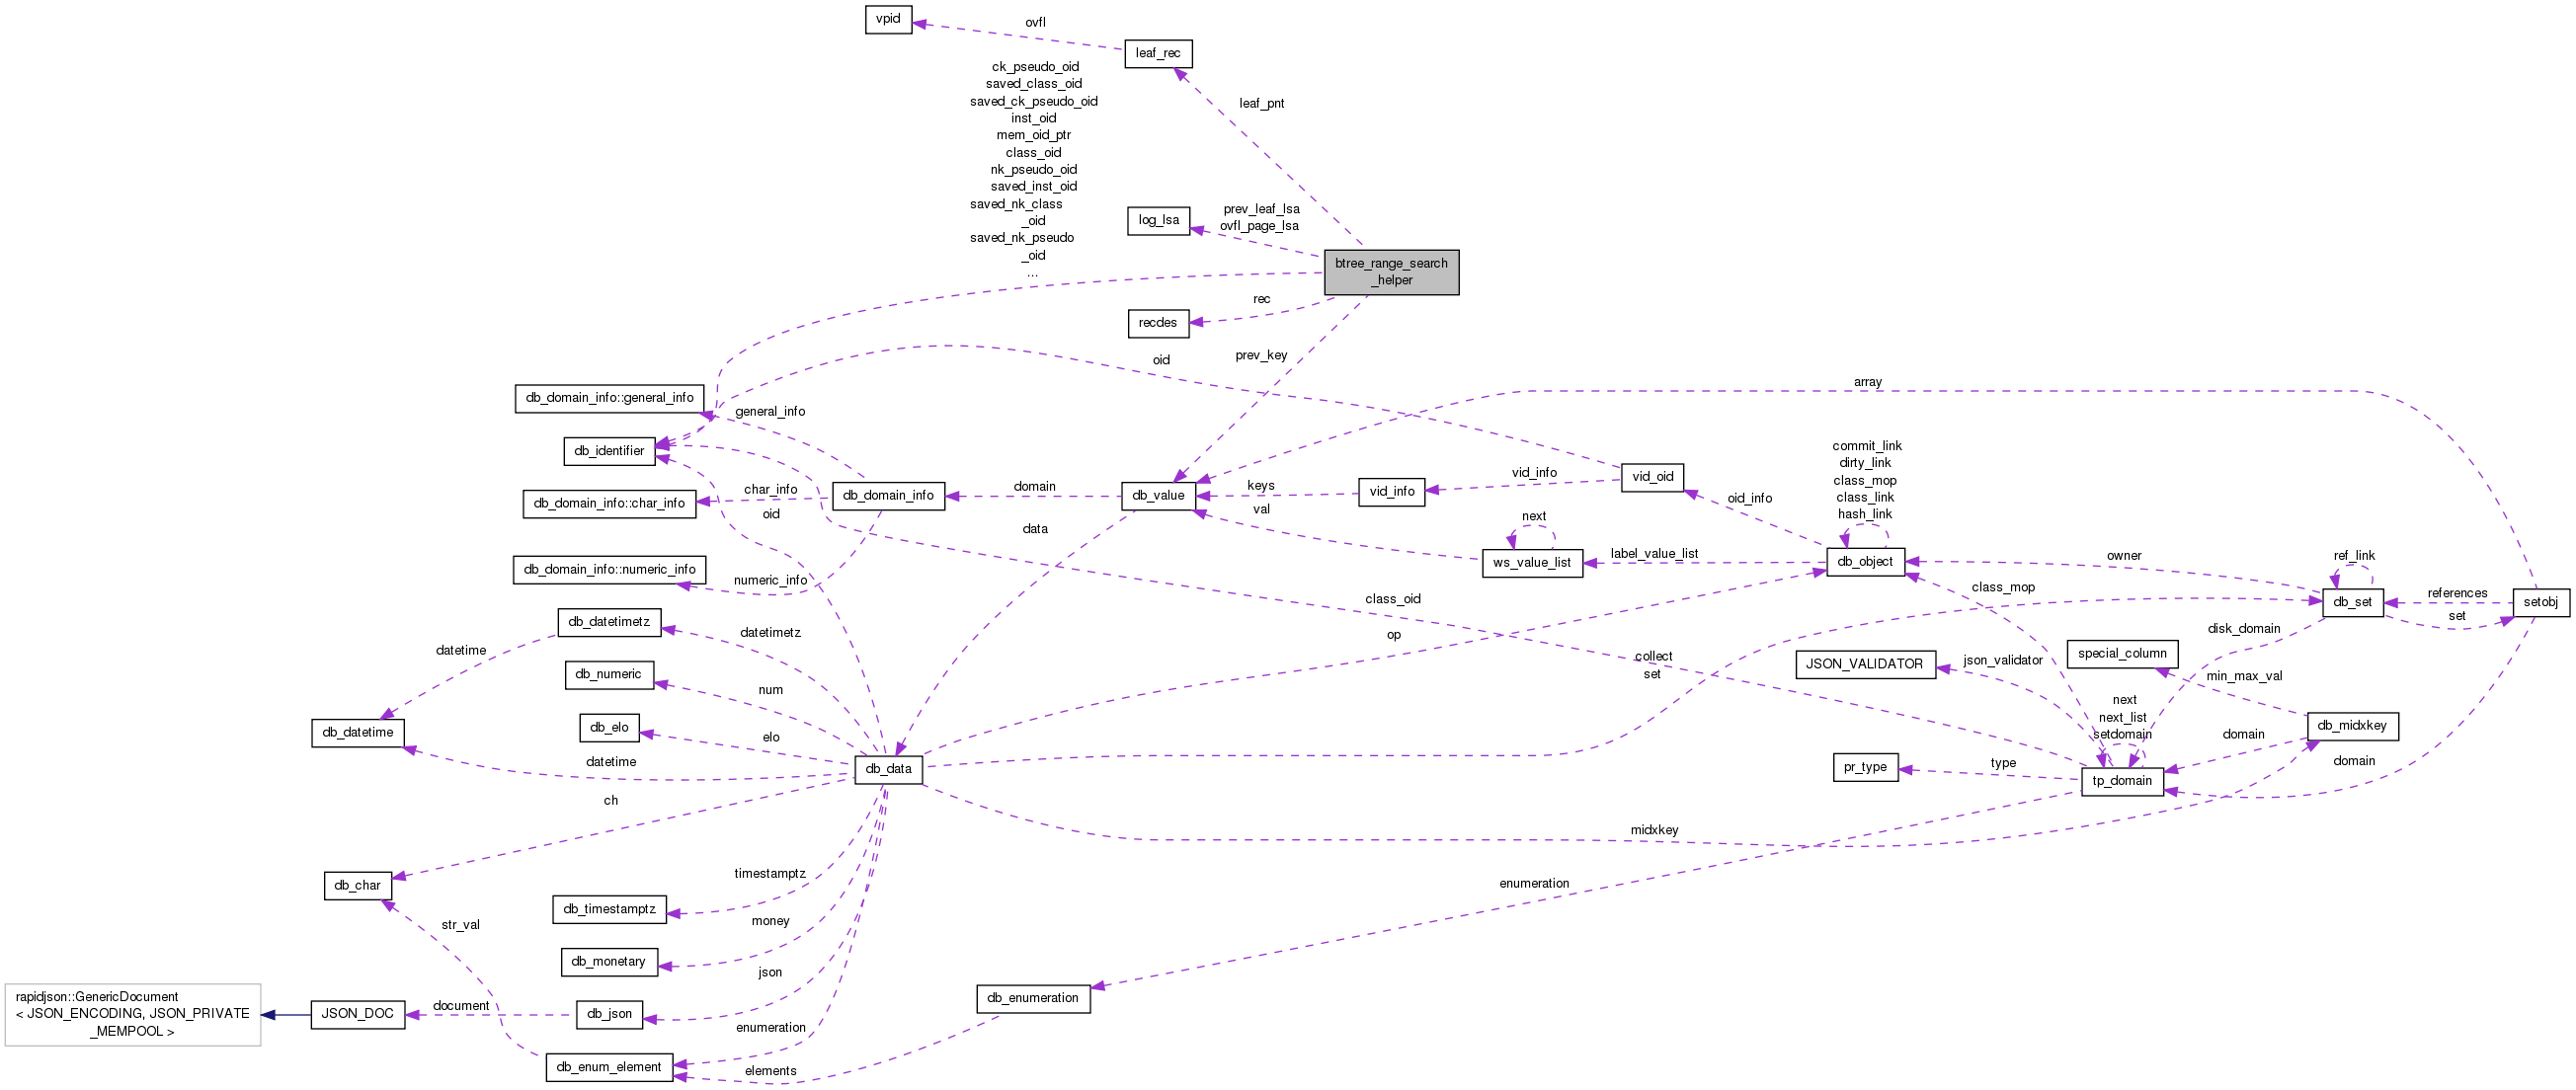 vpid
ovfl
leaf_rec
ck_pseudo_oid
saved_class_oid
saved_ck_pseudo_oid
inst_oid
mem_oid_ptr
class_oid
nk_pseudo_oid
saved_inst_oid
saved_nk_class
_oid
saved_nk_pseudo
_oid
...
leaf_pnt
log_lsa
prev_leaf_lsa
ovfl_page_lsa
btree_range_search
_helper
rec
recdes
prev_key
oid
array
db_domain_info::general_info
general_info
db_identifier
db_domain_info::char_info
char_info
oid
db_domain_info
domain
db_value
keys
val
vid_info
vid_info
vid_oid
oid_info
commit_link
dirty_link
class_mop
class_link
hash_link
data
next
ws_value_list
label_value_list
db_object
owner
ref_link
db_set
references
set
setobj
db_domain_info::numeric_info
numeric_info
class_oid
class_mop
db_datetimetz
datetimetz
op
disk_domain
datetime
db_numeric
num
collect
set
JSON_VALIDATOR
json_validator
special_column
min_max_val
db_datetime
db_elo
elo
next
next_list
setdomain
db_midxkey
domain
datetime
db_data
pr_type
type
tp_domain
domain
ch
midxkey
db_char
timestamptz
enumeration
db_timestamptz
str_val
money
db_monetary
json
rapidjson::GenericDocument
< JSON_ENCODING, JSON_PRIVATE
_MEMPOOL >
JSON_DOC
document
db_json
db_enumeration
enumeration
db_enum_element
elements